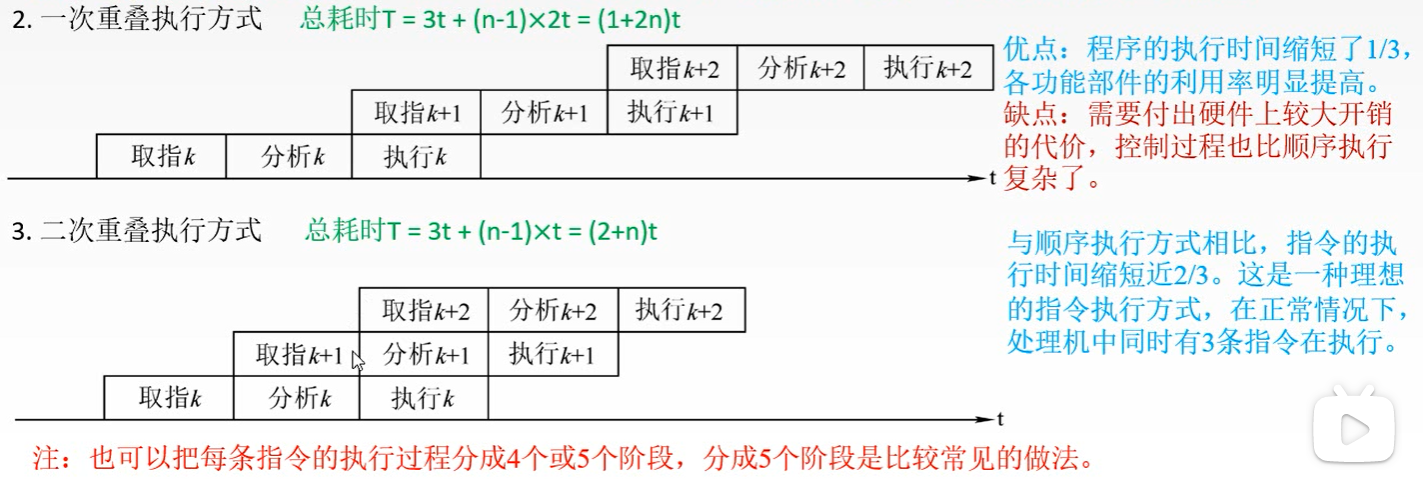 2. 一次重叠执行方式 总耗时T = 3t + (n-1)×2t = (1+2n)t
取指k+2 分析k+2 执行k+2
取指k+1 分析k+1 执行k+1
取指k 分析k 执行k
t
优点：程序的执行时间缩短了1/3，
各功能部件的利用率明显提高。
缺点：需要付出硬件上较大开销
的代价，控制过程也比顺序执行
复杂了。
3. 二次重叠执行方式 总耗时T = 3t + (n-1)×t = (2+n)t
取指k+2 分析k+2 执行k+2
取指k+1 分析k+1 执行k+1
取指k 分析k 执行k
t
与顺序执行方式相比，指令的执
行时间缩短近2/3。这是一种理想
的指令执行方式，在正常情况下，
处理机中同时有3条指令在执行。
注：也可以把每条指令的执行过程分成4个或5个阶段，分成5个阶段是比较常见的做法。